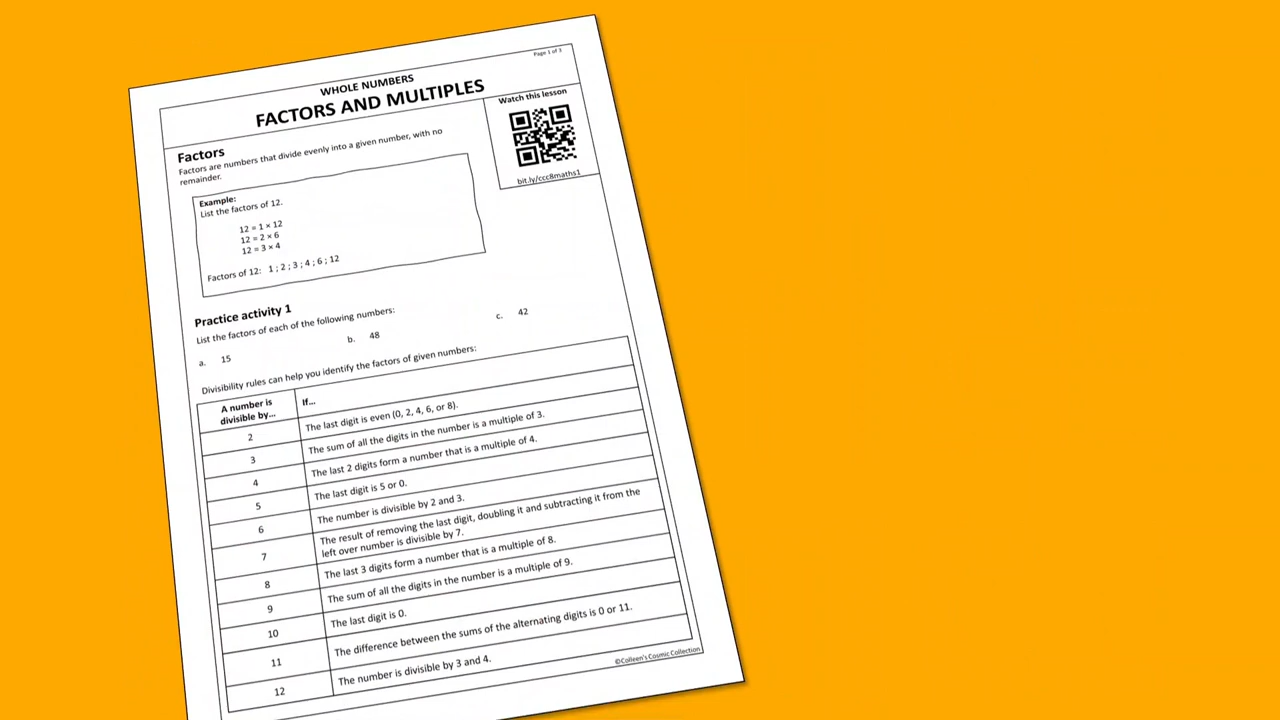 Page 1 of 3
WHOLE NUMBERS
FACTORS AND MULTIPLES
Watch this lesson
bit.ly/ccc8maths1
Factors
Factors are numbers that divide evenly into a given number, with no
remainder.
Example:
List the factors of 12.
12 = 1 × 12
12 = 2 × 6
12 = 3 × 4
Factors of 12: 1 ; 2 ; 3 ; 4 ; 6 ; 12
Practice activity 1
List the factors of each of the following numbers:
a. 15 b. 48 c. 42
Divisibility rules can help you identify the factors of given numbers:
A number is
divisible by... If...
2 The last digit is even (0, 2, 4, 6, or 8).
3 The sum of all the digits in the number is a multiple of 3.
4 The last 2 digits form a number that is a multiple of 4.
5 The last digit is 5 or 0.
6 The number is divisible by 2 and 3.
7 The result of removing the last digit, doubling it and subtracting it from the
left over number is divisible by 7.
8 The last 3 digits form a number that is a multiple of 8.
9 The sum of all the digits in the number is a multiple of 9.
10 The last digit is 0.
11 The difference between the sums of the alternating digits is 0 or 11.
12 The number is divisible by 3 and 4.
©Colleen's Cosmic Collection